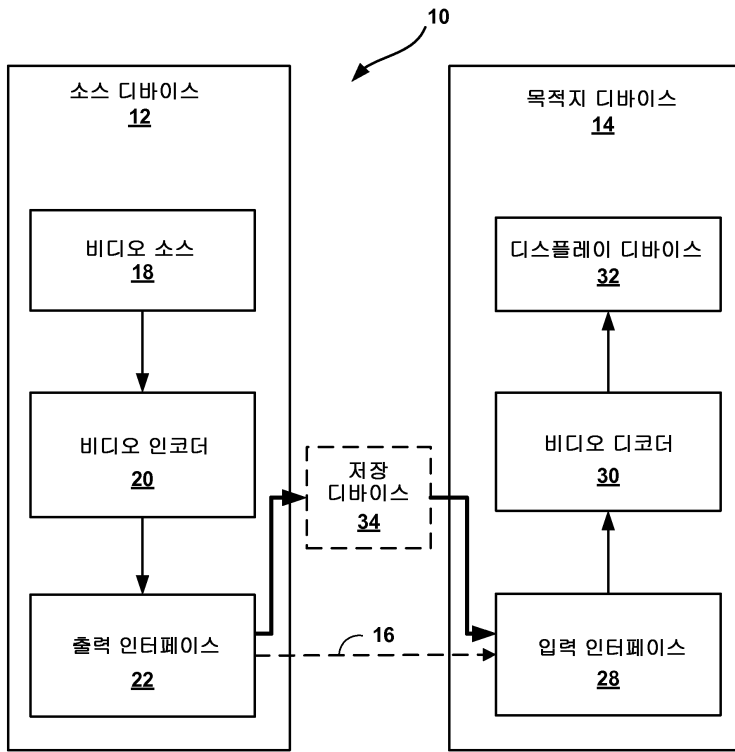 10
소스 디바이스
12
비디오 소스
18
비디오 인코더
20
출력 인터페이스
22
저장
디바이스
34
16
목적지 디바이스
14
디스플레이 디바이스
32
비디오 디코더
30
입력 인터페이스
28